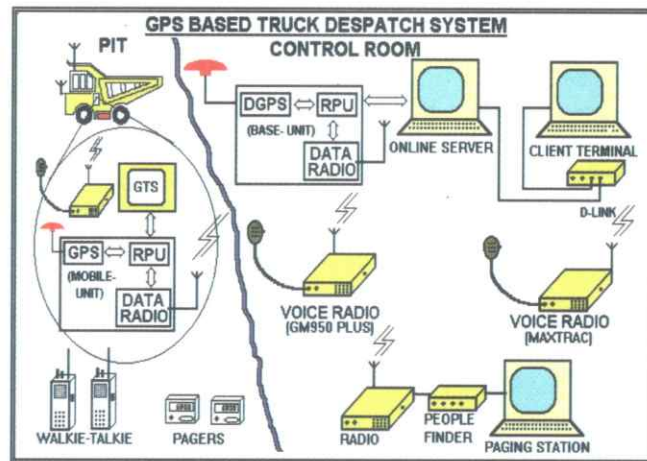 GPS BASED TRUCK DESPATCH SYSTEM
PIT
CONTROL ROOM
DGPS
RPU
(BASE- UNIT)
DATA
RADIO
ONLINE SERVER
CLIENT TERMINAL
D-LINK
GTS
GPS
RPU
(MOBILE-
UNIT)
DATA
RADIO
VOICE RADIO
(GM950 PLUS)
VOICE RADIO
(MAXTRAC)
WALKIE-TALKIE
PAGERS
RADIO
PEOPLE
FINDER
PAGING STATION